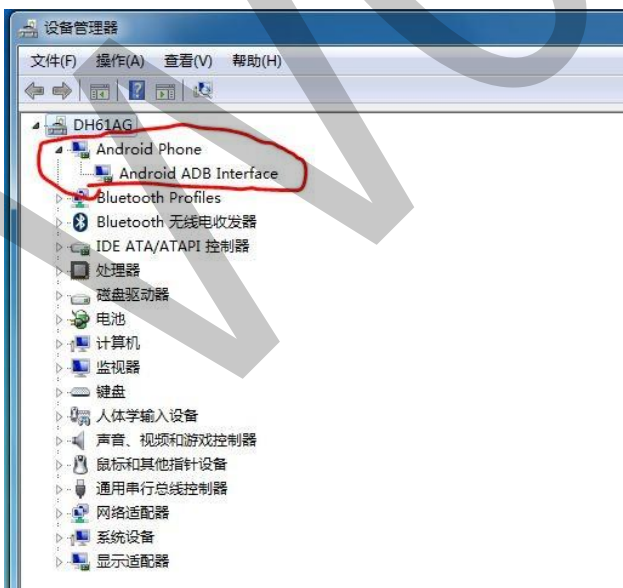 设备管理器
文件(F) 操作(A) 查看(V) 帮助(H)
DH61AG
Android Phone
Android ADB Interface
Bluetooth Profiles
Bluetooth 无线电收发器
IDE ATA/ATAPI 控制器
处理器
磁盘驱动器
电池
计算机
监视器
键盘
人体学输入设备
声音、视频和游戏控制器
鼠标和其他指针设备
通用串行总线控制器
网络适配器
系统设备
显示适配器